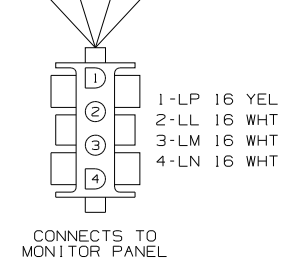 1
2
3
4
1-LP 16 YEL
2-LL 16 WHT
3-LM 16 WHT
4-LN 16 WHT
CONNECTS TO
MONITOR PANEL